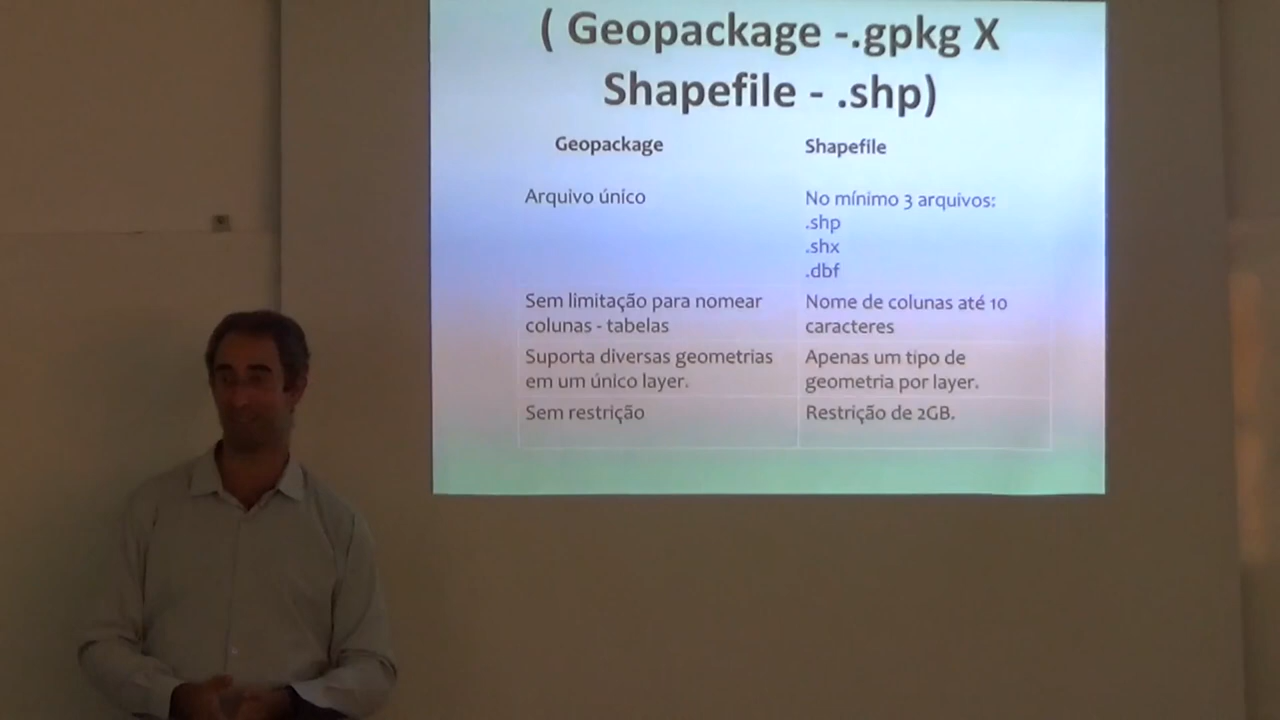 ( Geopackage -.gpkg X
Shapefile - .shp)
Geopackage
Shapefile
Arquivo único
No mínimo 3 arquivos:
.shp
.shx
.dbf
Sem limitação para nomear
colunas - tabelas
Nome de colunas até 10
caracteres
Suporta diversas geometrias
em um único layer.
Apenas um tipo de
geometria por layer.
Sem restrição
Restrição de 2GB.